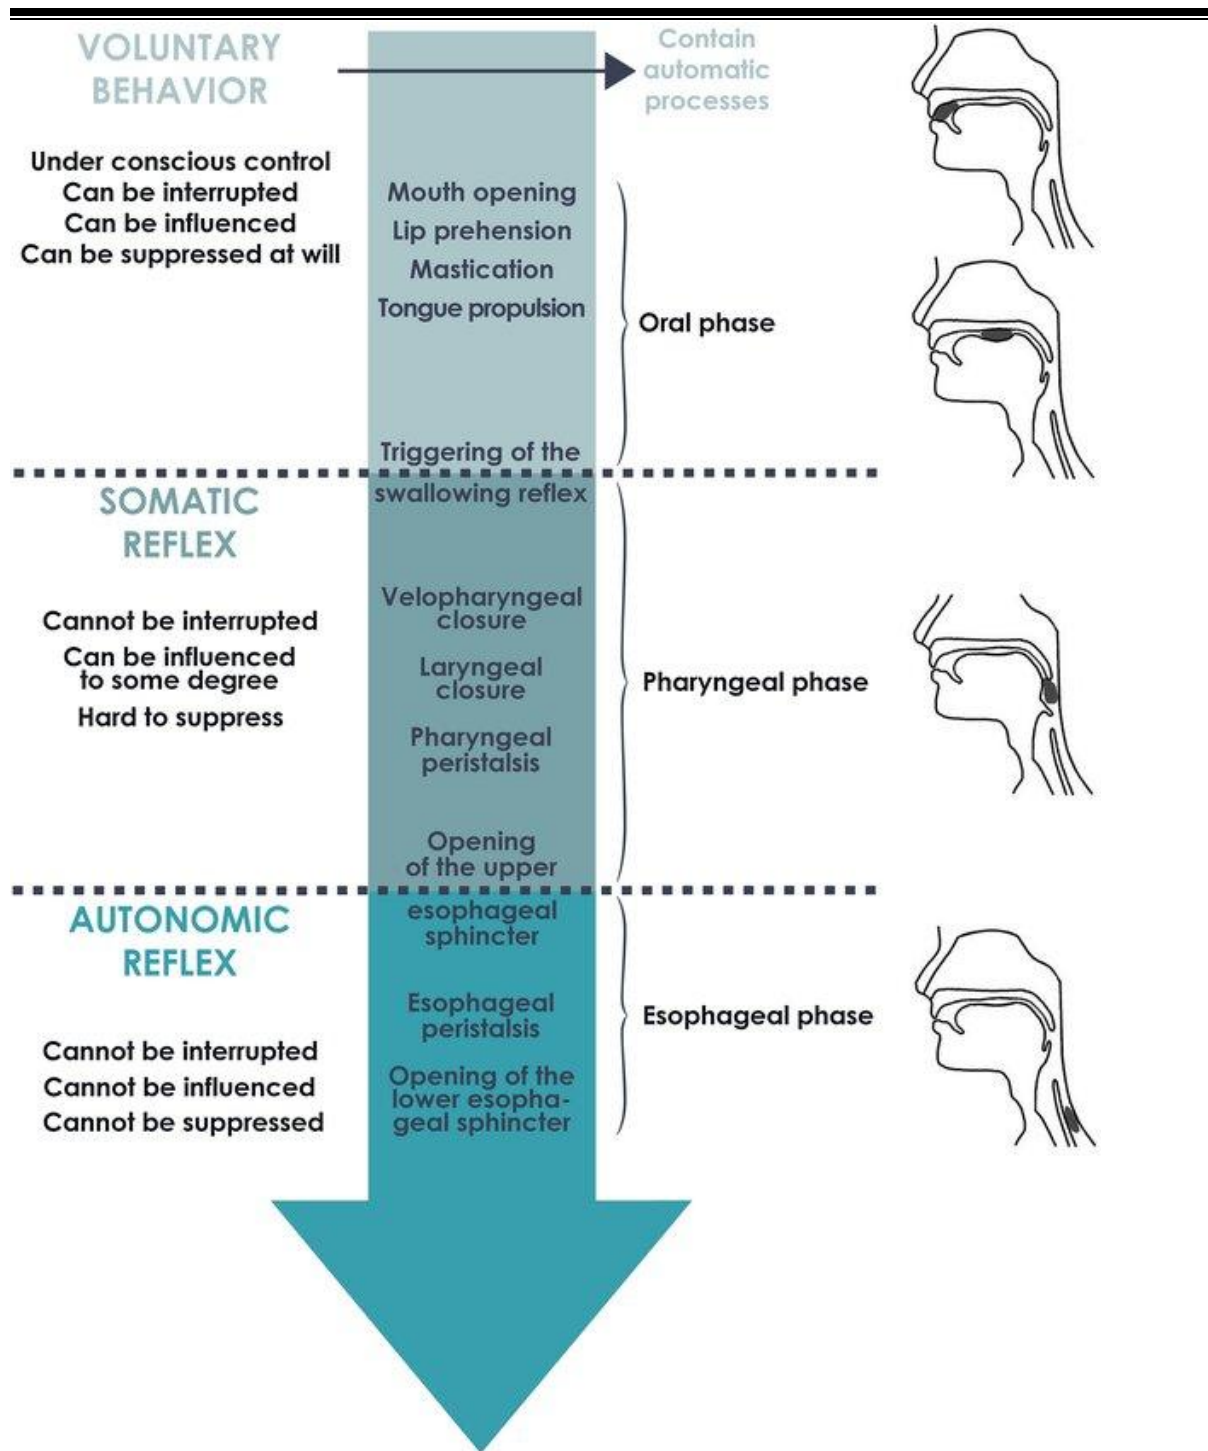 VOLUNTARY
BEHAVIOR
Contain
automatic
processes
Under conscious control
Can be interrupted
Can be influenced
Can be suppressed at will
Mouth opening
Lip prehension
Mastication
Tongue propulsion
Oral phase
Triggering of the
swallowing reflex
SOMATIC
REFLEX
Cannot be interrupted
Can be influenced
to some degree
Hard to suppress
Velopharyngeal
closure
Laryngeal
closure
Pharyngeal
peristalsis
Pharyngeal phase
Opening
of the upper
esophageal
sphincter
AUTONOMIC
REFLEX
Cannot be interrupted
Cannot be influenced
Cannot be suppressed
Esophageal
peristalsis
Opening of the
lower esopha-
geal sphincter
Esophageal phase